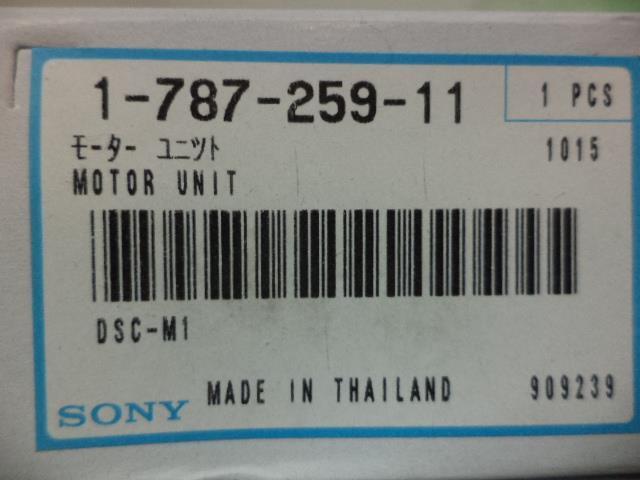 1-787-259-11 1 PCS
モーター ユニツト 1015
MOTOR UNIT
DSC-M1
SONY MADE IN THAILAND 909239